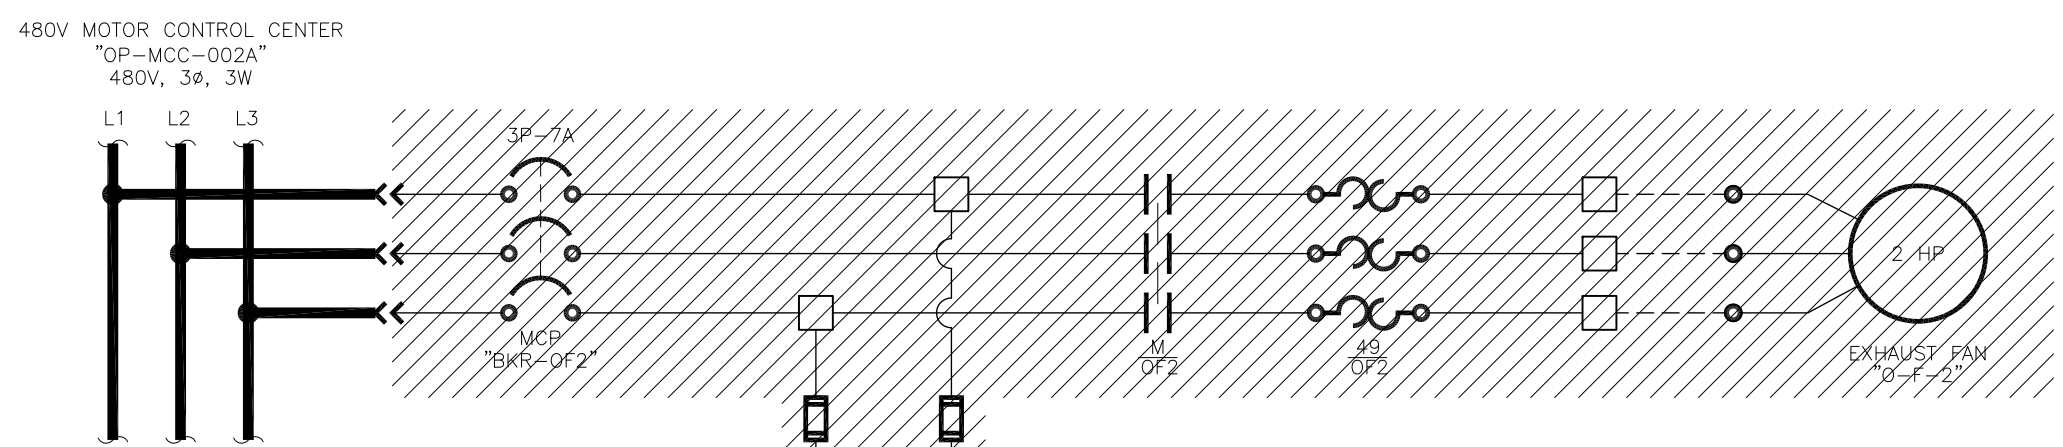 480V MOTOR CONTROL CENTER
"OP-MCC-002A"
480V, 3ø, 3W
L1 L2 L3
3P-7A
MCP
"BKR-OF2"
M
OF2
49
OF2
2 HP
EXHAUST FAN
"O-F-2"